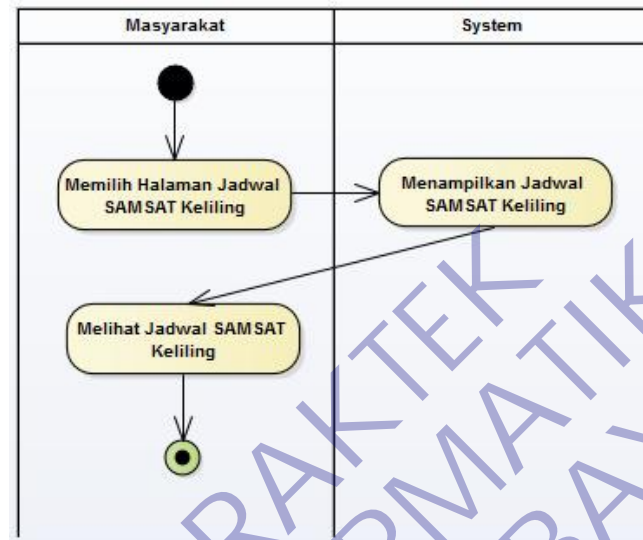 Masyarakat
System
Memilih Halaman Jadwal
SAMSAT Keliling
Menampilkan Jadwal
SAMSAT Keliling
Melihat Jadwal SAMSAT
Keliling